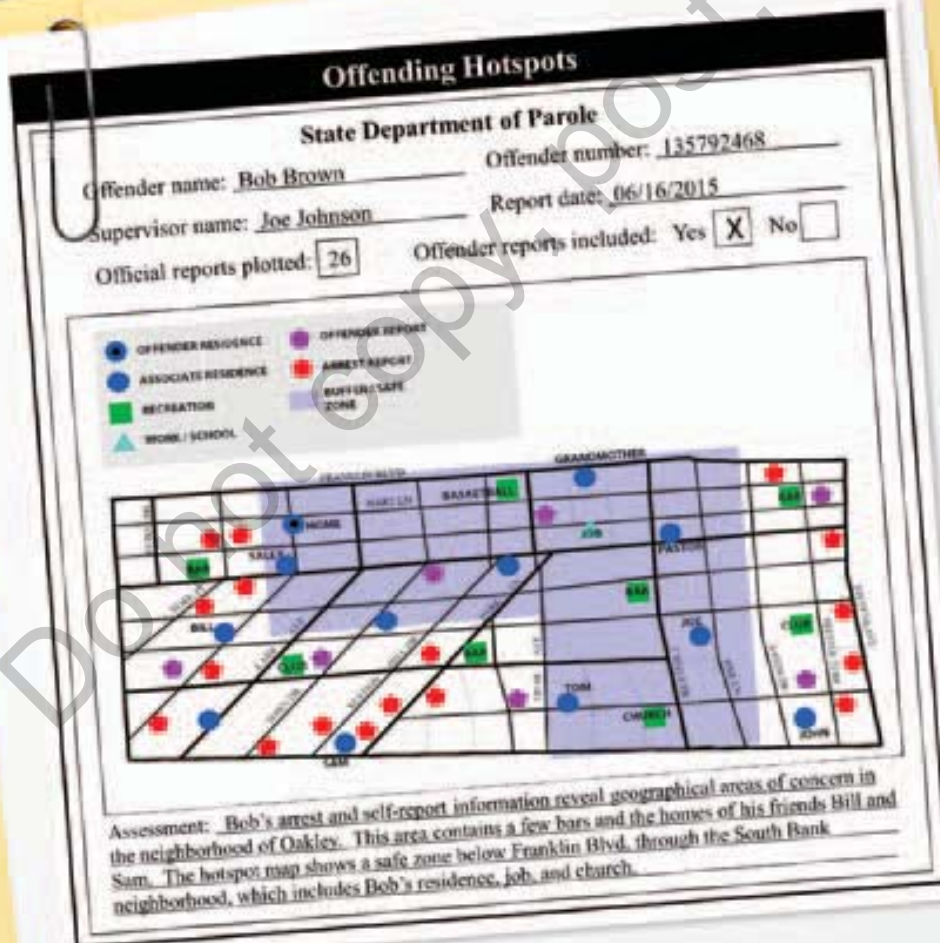 Offending Hotspots
State Department of Parole
Offender name: Bob Brown
Offender number: 135792468
Supervisor name: Joe Johnson
Report date: 06/16/2015
Official reports plotted: 26
Offender reports included: Yes X No
OFFENDER RESIDENCE
ASSOCIATE RESIDENCE
RECREATION
WORK / SCHOOL
OFFENDER REPORT
ARREST REPORT
BUFFER / SAFE
ZONE
GRANDMOTHER
FRANKLIN BLVD
BASKETBALL
BAR
HOME
JOB
PASTOR
BAR
BAR
BILL
JOE
CLUB
CLUB
BAR
TOM
CHURCH
JOHN
SAM
Assessment: Bob's arrest and self-report information reveal geographical areas of concern in
the neighborhood of Oakley. This area contains a few bars and the homes of his friends Bill and
Sam. The hotspot map shows a safe zone below Franklin Blvd. through the South Bank
neighborhood, which includes Bob's residence, job, and church.
Do not copy, post,